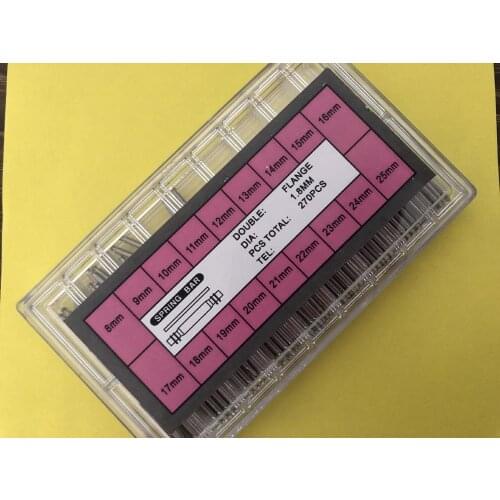 8mm 9mm 10mm 11mm 12mm 13mm 14mm 15mm 16mm
SPRING BAR
DOUBLE: FLANGE
DIA: 1.8MM
PCS TOTAL: 270PCS
TEL:
17mm 18mm 19mm 20mm 21mm 22mm 23mm 24mm 25mm